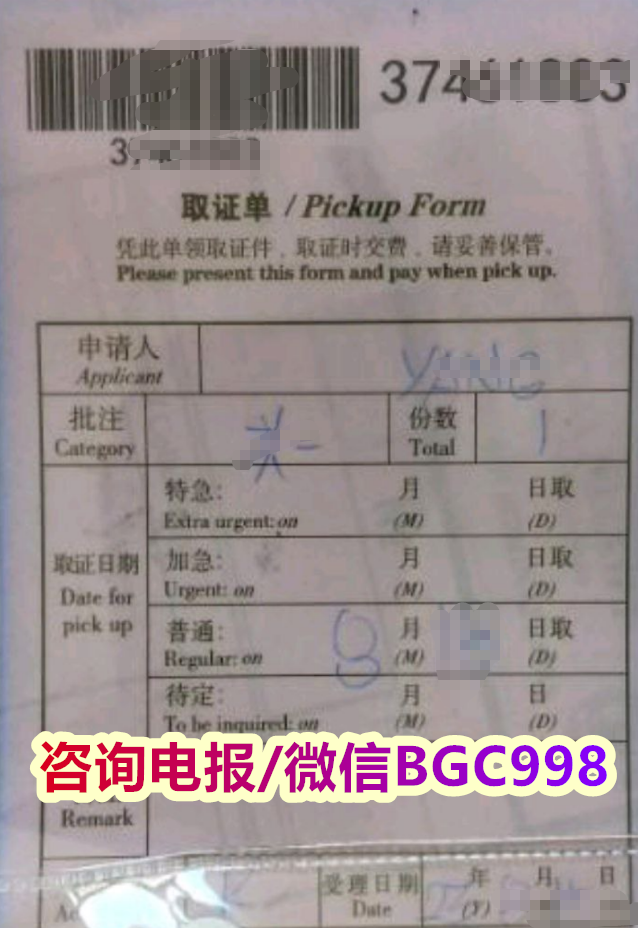 取证单 / Pickup Form
凭此单领取证件，取证时交费，请妥善保管。
Please present this form and pay when pick up.
申请人
Applicant
YANG
批注
Category
份数
Total
1
取证日期
Date for
pick up
特急: 月 日取
Extra urgent: on (M) (D)
加急: 月 日取
Urgent: on (M) (D)
普通: 8 月 日取
Regular: on (M) (D)
待定: 月 日
To be inquired: on (M) (D)
咨询电报/微信BGC998
Remark
受理日期
Date
年 月 日
(Y)